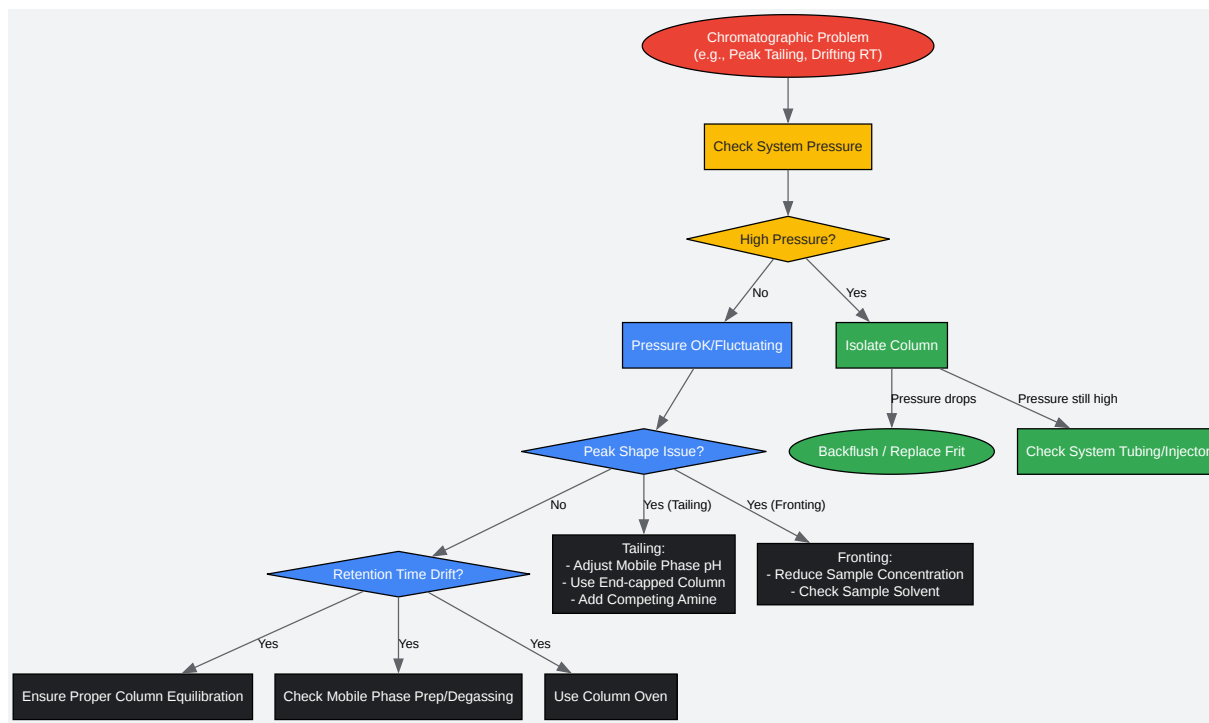 Chromatographic Problem
(e.g., Peak Tailing, Drifting RT)
Check System Pressure
High Pressure?
No
Yes
Pressure OK/Fluctuating
Isolate Column
Pressure drops
Pressure still high
Peak Shape Issue?
Backflush / Replace Frit
Check System Tubing/Injector
No
Yes (Tailing)
Yes (Fronting)
Tailing:
- Adjust Mobile Phase pH
- Use End-capped Column
- Add Competing Amine
Fronting:
- Reduce Sample Concentration
- Check Sample Solvent
Retention Time Drift?
Yes
Yes
Yes
Ensure Proper Column Equilibration
Check Mobile Phase Prep/Degassing
Use Column Oven